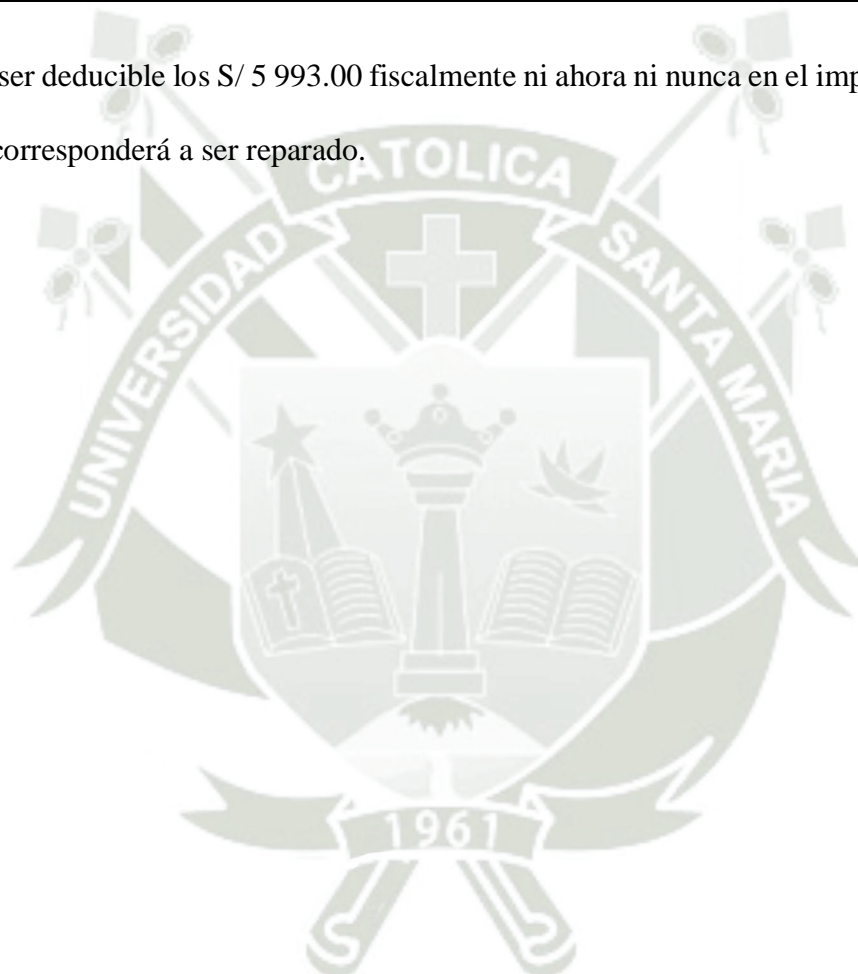 ser deducible los S/ 5 993.00 fiscalmente ni ahora ni nunca en el imp
corresponderá a ser reparado.
UNIVERSIDAD CATOLICA SANTA MARIA
1961